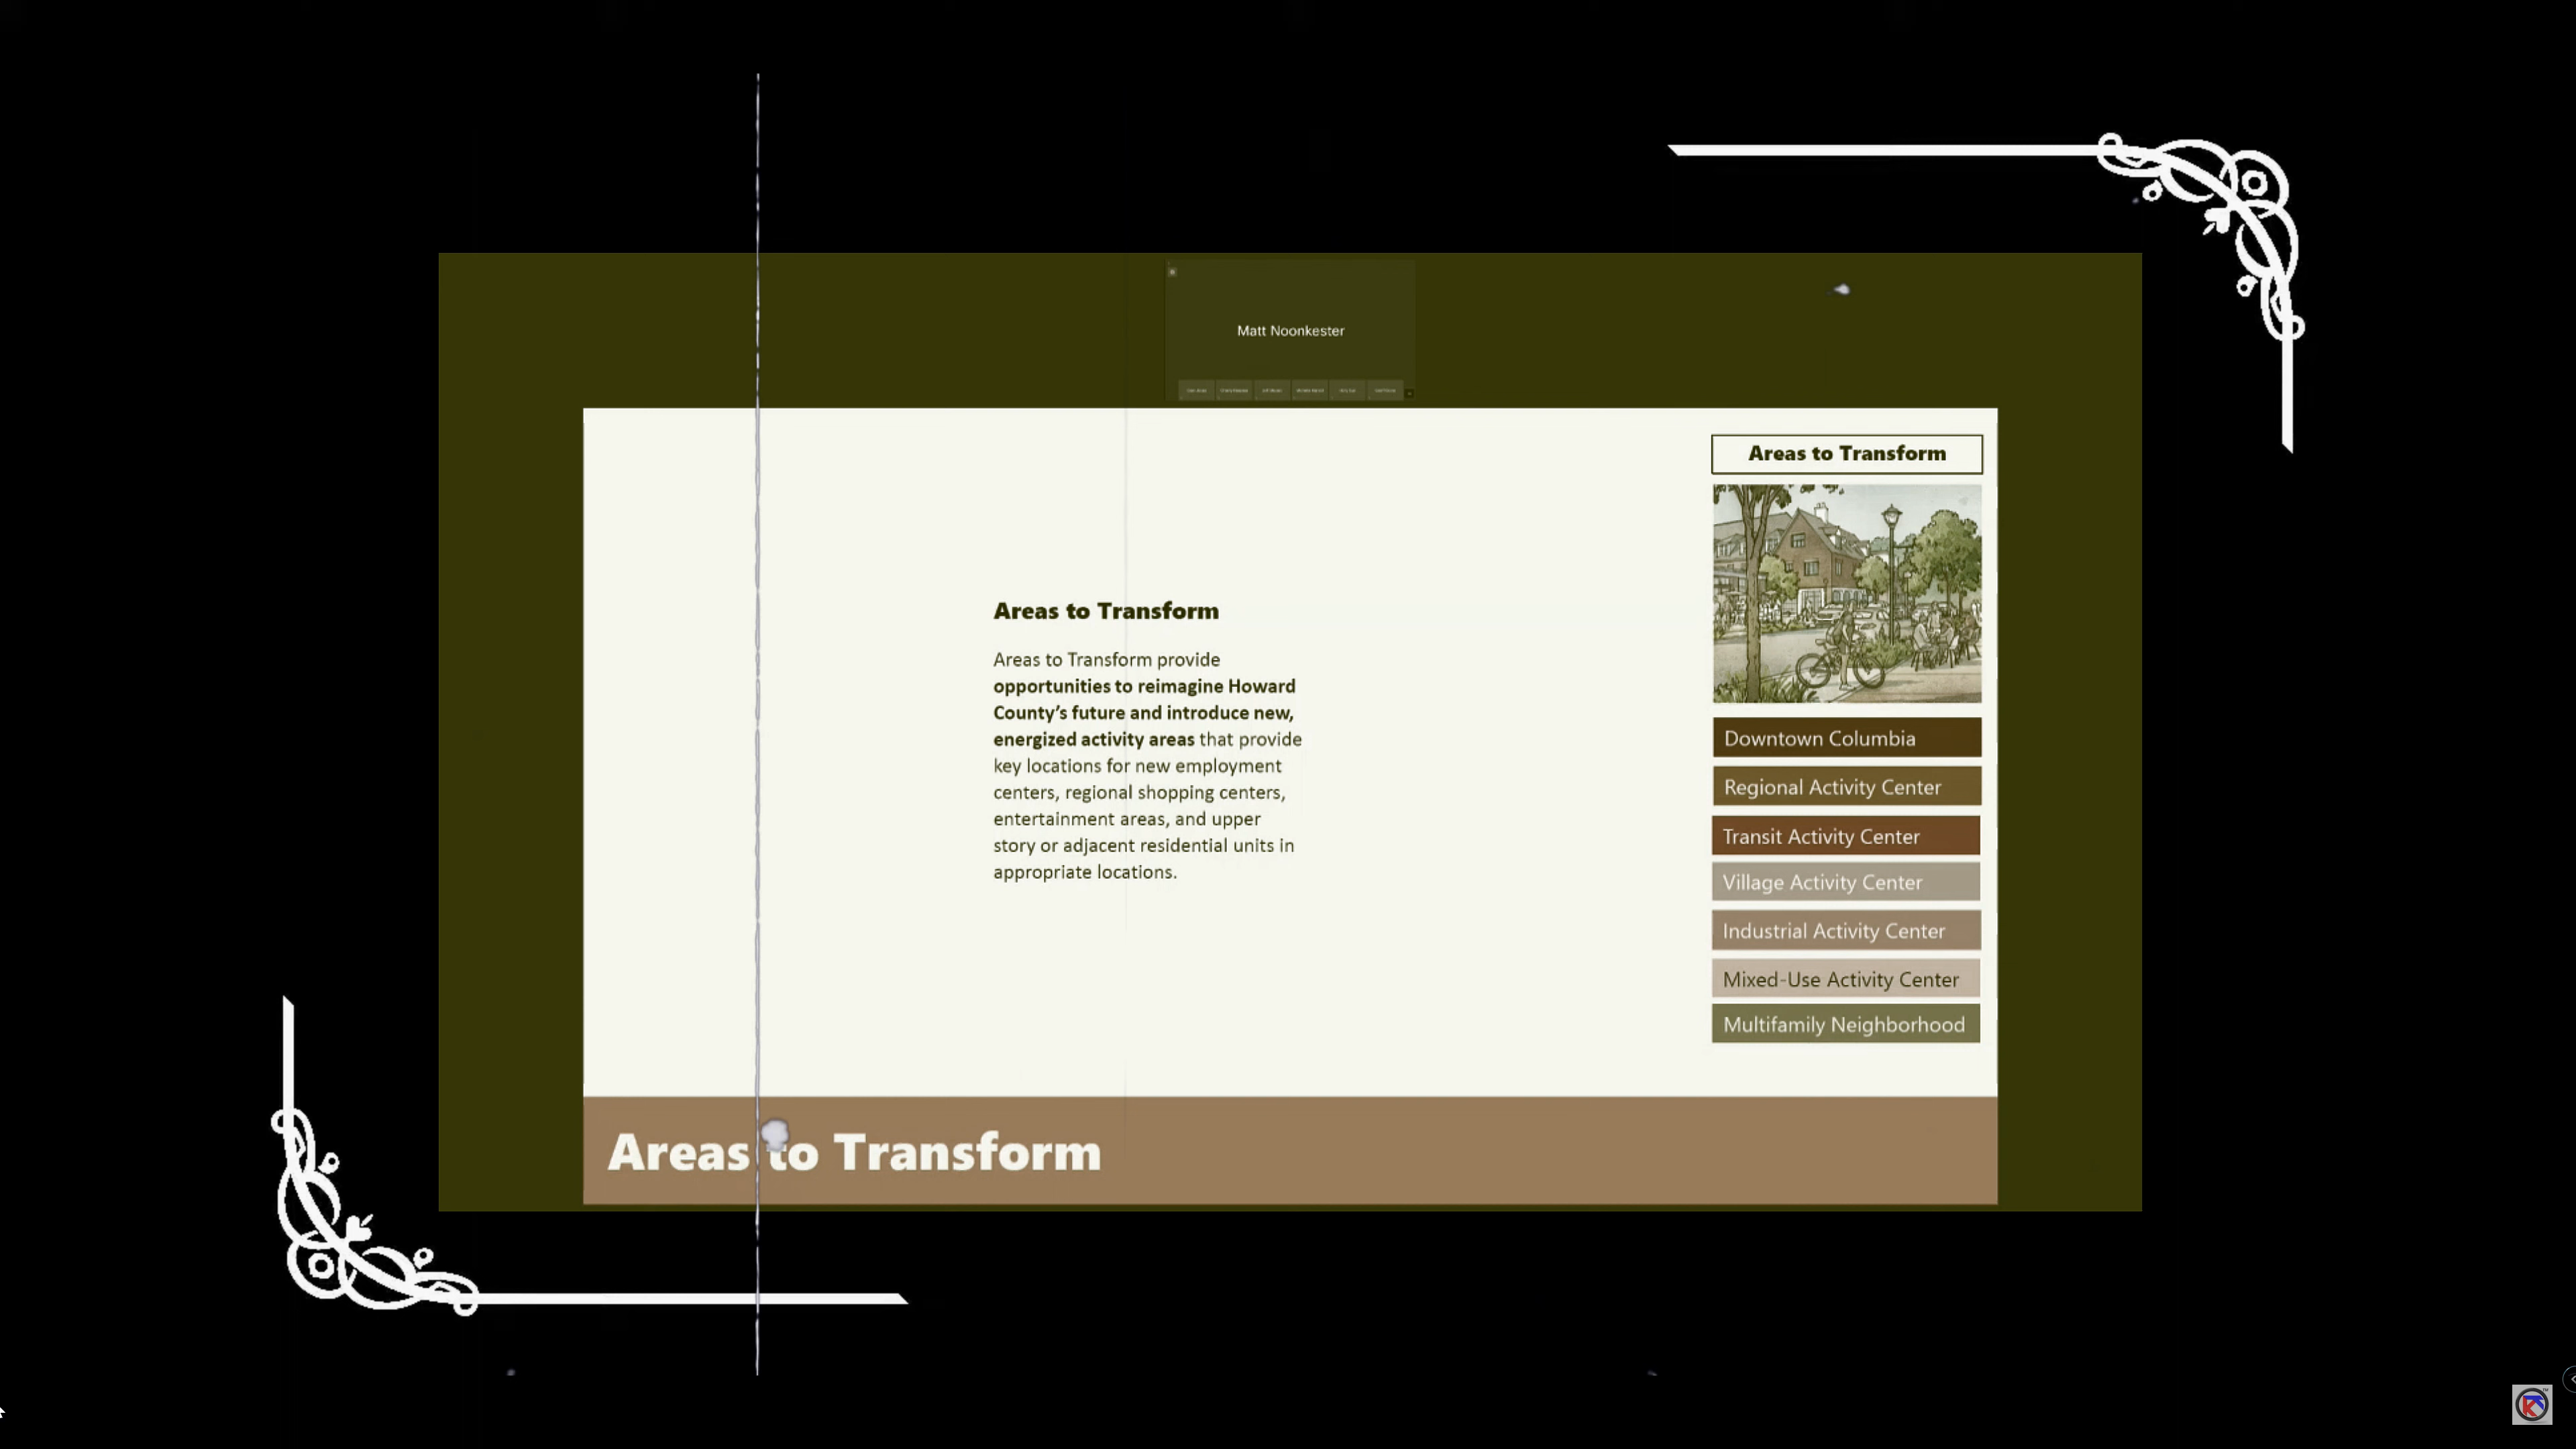 Matt Noonkester
Areas to Transform
Areas to Transform
Areas to Transform provide
opportunities to reimagine Howard
County’s future and introduce new,
energized activity areas that provide
key locations for new employment
centers, regional shopping centers,
entertainment areas, and upper
story or adjacent residential units in
appropriate locations.
Downtown Columbia
Regional Activity Center
Transit Activity Center
Village Activity Center
Industrial Activity Center
Mixed-Use Activity Center
Multifamily Neighborhood
Areas to Transform